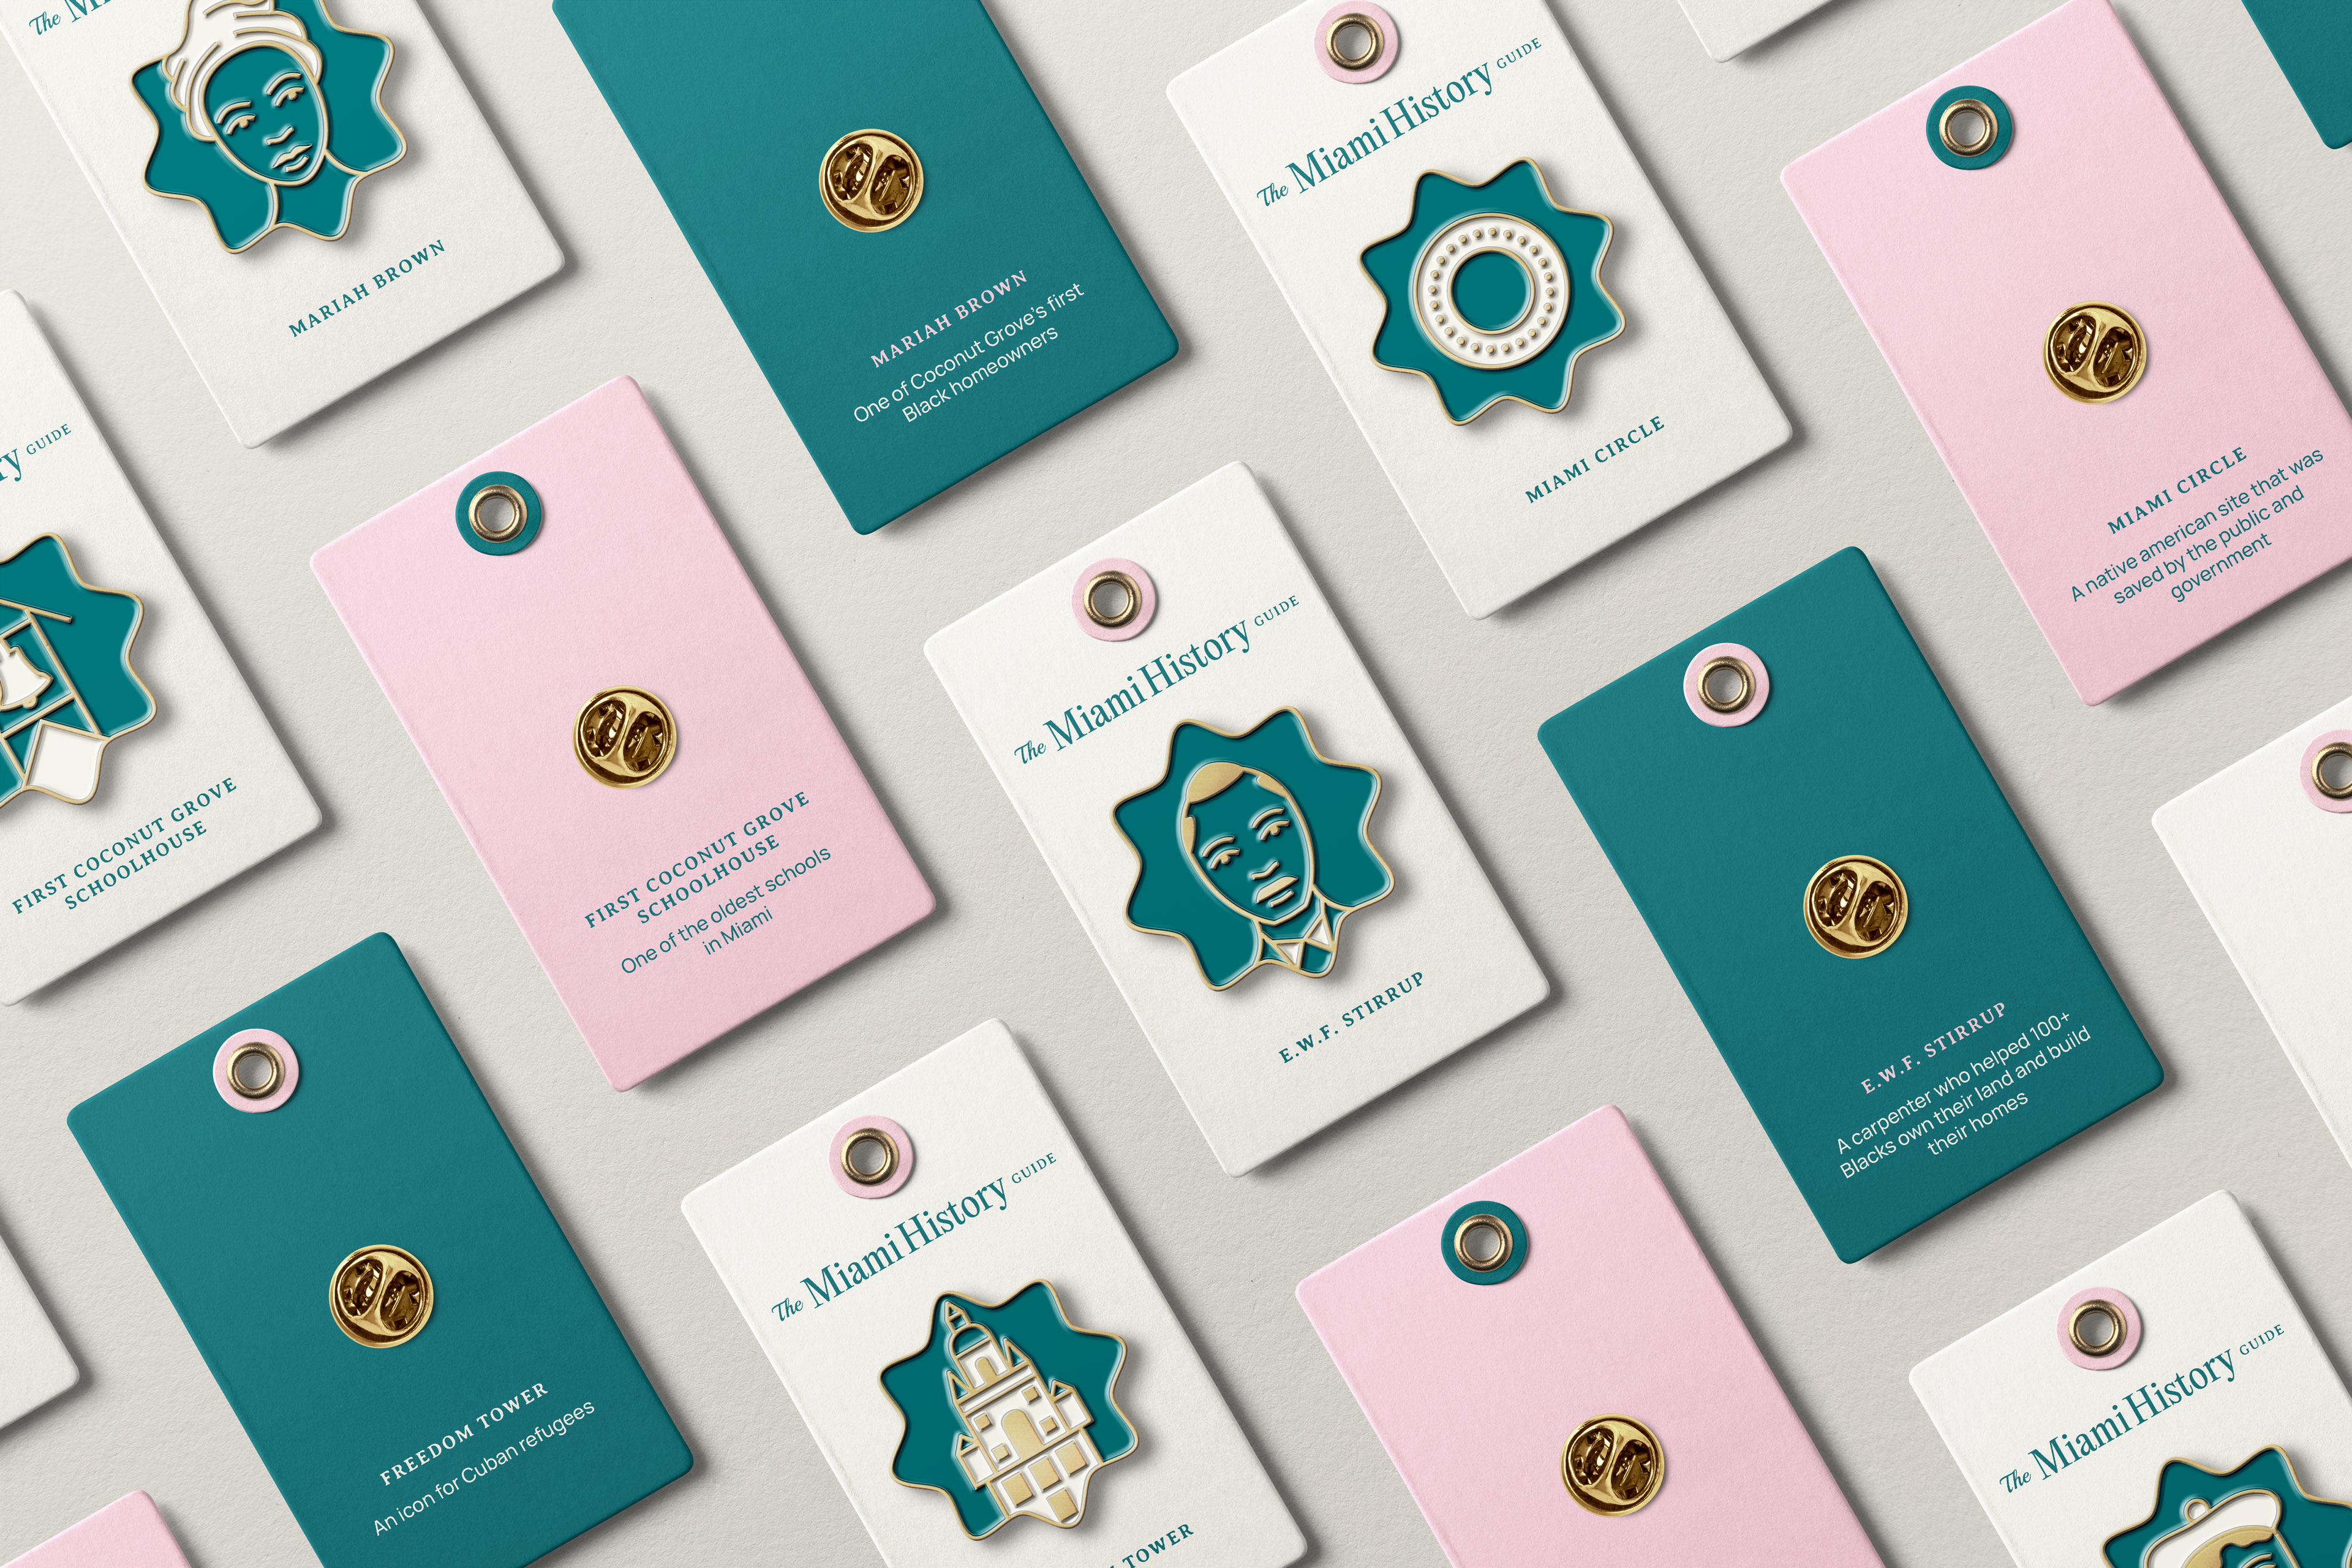 The Mi
MARIAH BROWN
MARIAH BROWN
One of Coconut Grove's first
Black homeowners
The Miami History GUIDE
MIAMI CIRCLE
MIAMI CIRCLE
A native american site that was
saved by the public and
government
ry GUIDE
FIRST COCONUT GROVE
SCHOOLHOUSE
FIRST COCONUT GROVE
SCHOOLHOUSE
One of the oldest schools
in Miami
The Miami History GUIDE
E.W.F. STIRRUP
E.W.F. STIRRUP
A carpenter who helped 100+
Blacks own their land and build
their homes
FREEDOM TOWER
An icon for Cuban refugees
The Miami History GUIDE
TOWER
The Miami History GUIDE